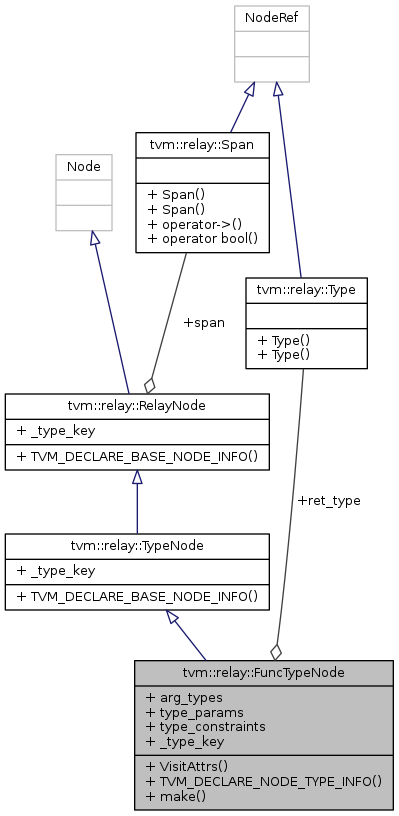 NodeRef
tvm::relay::Span
+ Span()
+ Span()
+ operator->()
+ operator bool()
Node
tvm::relay::Type
+ Type()
+ Type()
+span
tvm::relay::RelayNode
+ _type_key
+ TVM_DECLARE_BASE_NODE_INFO()
+ret_type
tvm::relay::TypeNode
+ _type_key
+ TVM_DECLARE_BASE_NODE_INFO()
tvm::relay::FuncTypeNode
+ arg_types
+ type_params
+ type_constraints
+ _type_key
+ VisitAttrs()
+ TVM_DECLARE_NODE_TYPE_INFO()
+ make()